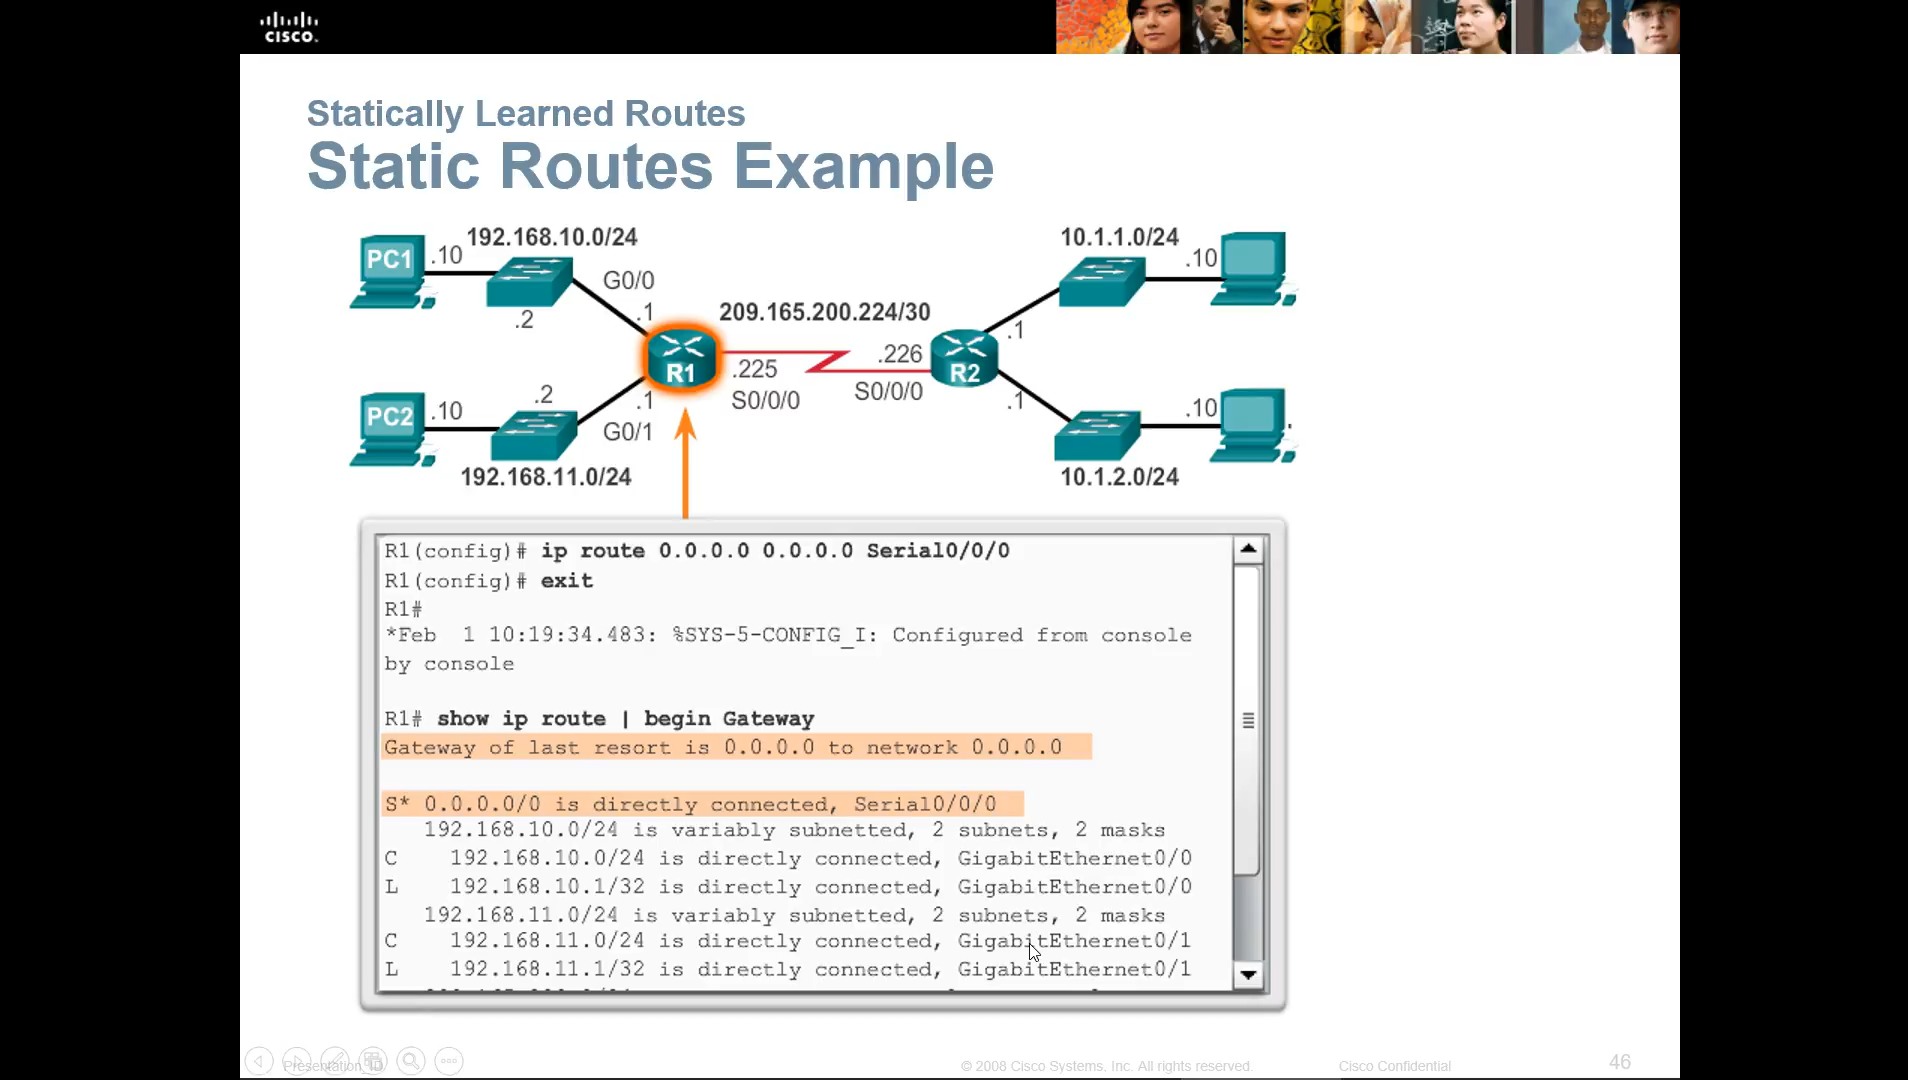 cisco.
Statically Learned Routes
Static Routes Example
192.168.10.0/24
10.1.1.0/24
PC1
.10
G0/0
.10
.2
.1
209.165.200.224/30
.1
R1
.225
.226
R2
S0/0/0
S0/0/0
PC2
.10
.2
.1
G0/1
.1
.10
192.168.11.0/24
10.1.2.0/24
R1(config)# ip route 0.0.0.0 0.0.0.0 Serial0/0/0
R1(config)# exit
R1#
*Feb 1 10:19:34.483: %SYS-5-CONFIG_I: Configured from console
by console
R1# show ip route | begin Gateway
Gateway of last resort is 0.0.0.0 to network 0.0.0.0
S* 0.0.0.0/0 is directly connected, Serial0/0/0
192.168.10.0/24 is variably subnetted, 2 subnets, 2 masks
C 192.168.10.0/24 is directly connected, GigabitEthernet0/0
L 192.168.10.1/32 is directly connected, GigabitEthernet0/0
192.168.11.0/24 is variably subnetted, 2 subnets, 2 masks
C 192.168.11.0/24 is directly connected, GigabitEthernet0/1
L 192.168.11.1/32 is directly connected, GigabitEthernet0/1
Presentation_ID
© 2008 Cisco Systems, Inc. All rights reserved.
Cisco Confidential
46